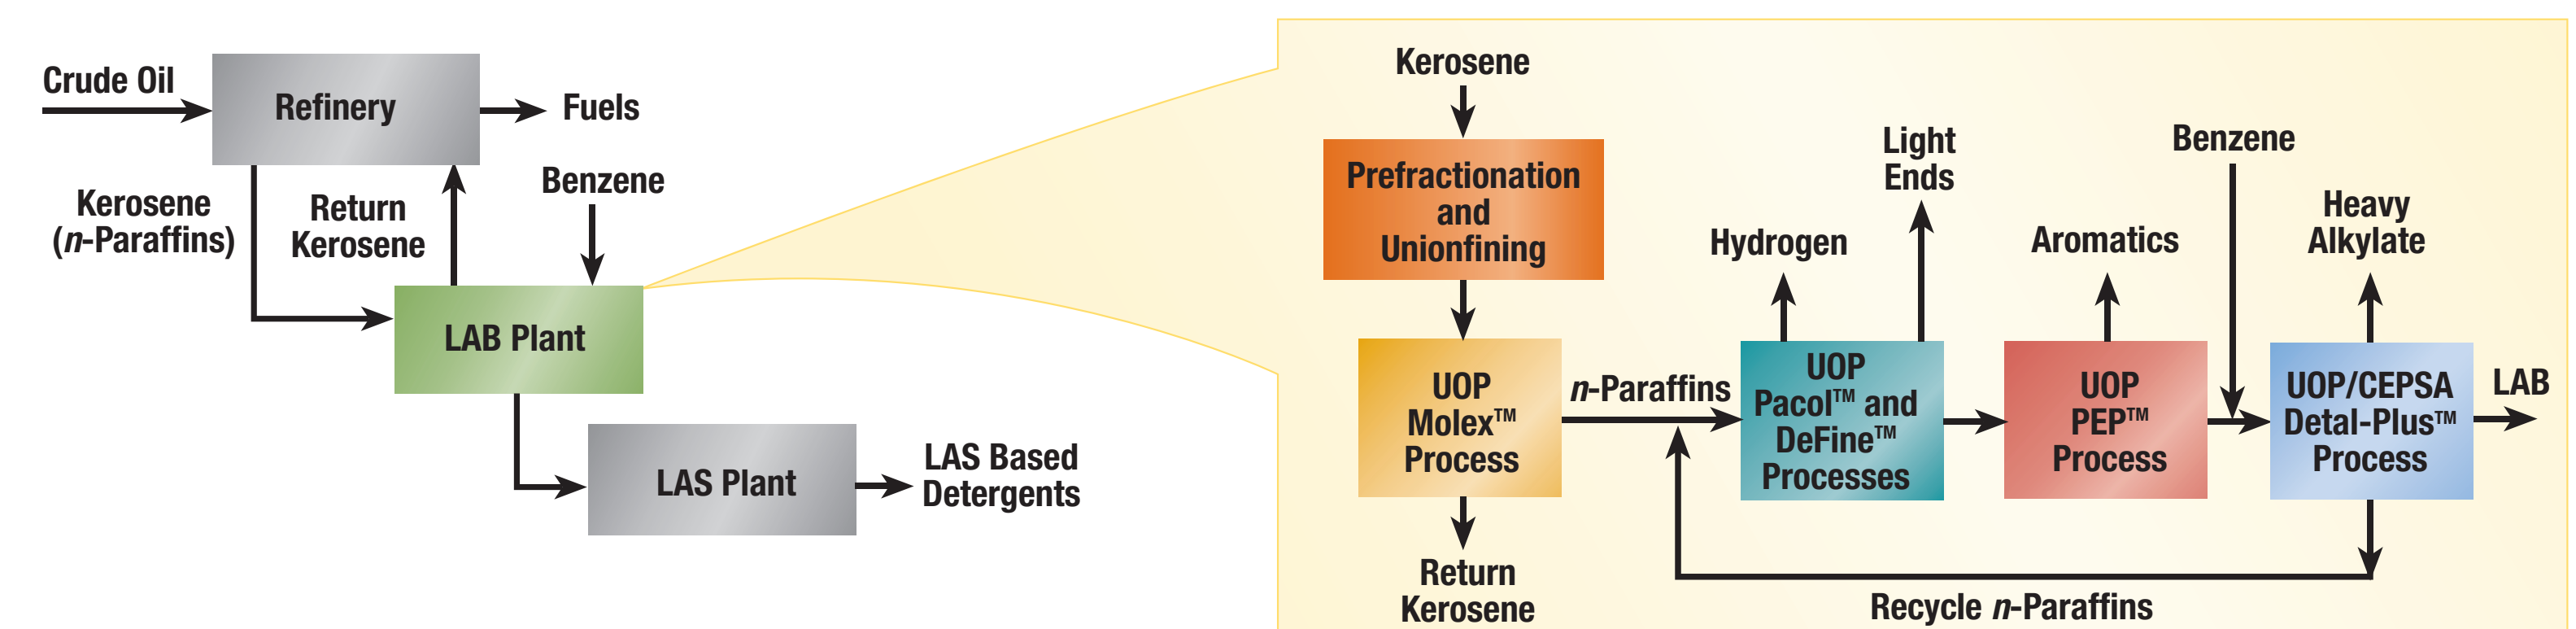 Crude Oil
Refinery
Fuels
Kerosene
(n-Paraffins)
Return
Kerosene
Benzene
LAB Plant
LAS Plant
LAS Based
Detergents
Kerosene
Prefractionation
and
Unionfining
UOP
Molex™
Process
Return
Kerosene
n-Paraffins
Hydrogen
Light
Ends
UOP
Pacol™ and
DeFine™
Processes
Aromatics
UOP
PEP™
Process
Benzene
Heavy
Alkylate
UOP/CEPSA
Detal-Plus™
Process
LAB
Recycle n-Paraffins